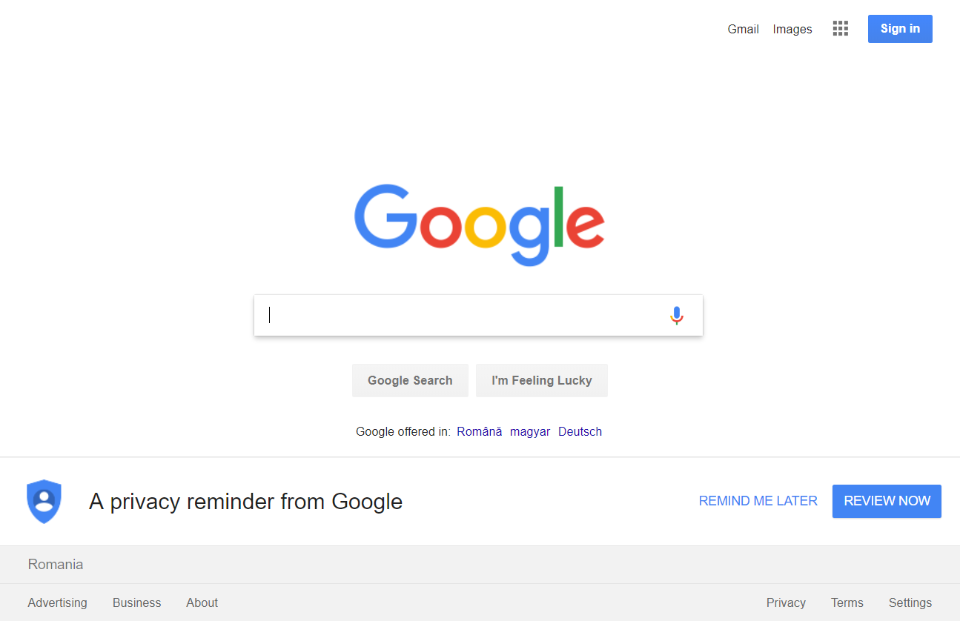 Gmail Images Sign in
Google
Google Search I'm Feeling Lucky
Google offered in: Română magyar Deutsch
A privacy reminder from Google REMIND ME LATER REVIEW NOW
Romania
Advertising Business About Privacy Terms Settings